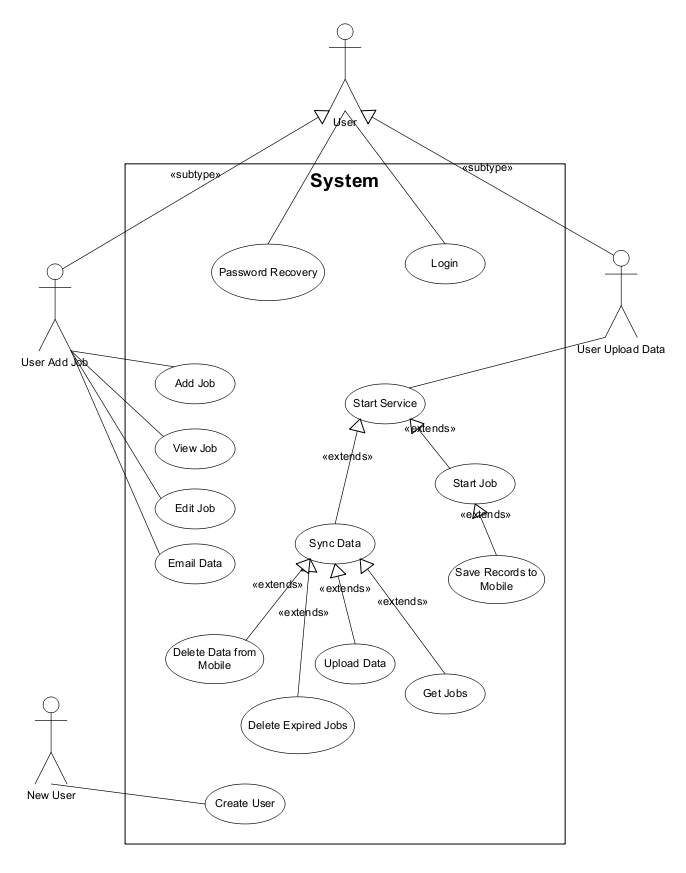 User
«subtype»
«subtype»
System
Password Recovery
Login
User Add Job
User Upload Data
Add Job
Start Service
«extends»
View Job
«extends»
Start Job
Edit Job
«extends»
Sync Data
Email Data
Save Records to
Mobile
«extends»
«extends»
«extends»
«extends»
Delete Data from
Mobile
Upload Data
Get Jobs
Delete Expired Jobs
New User
Create User